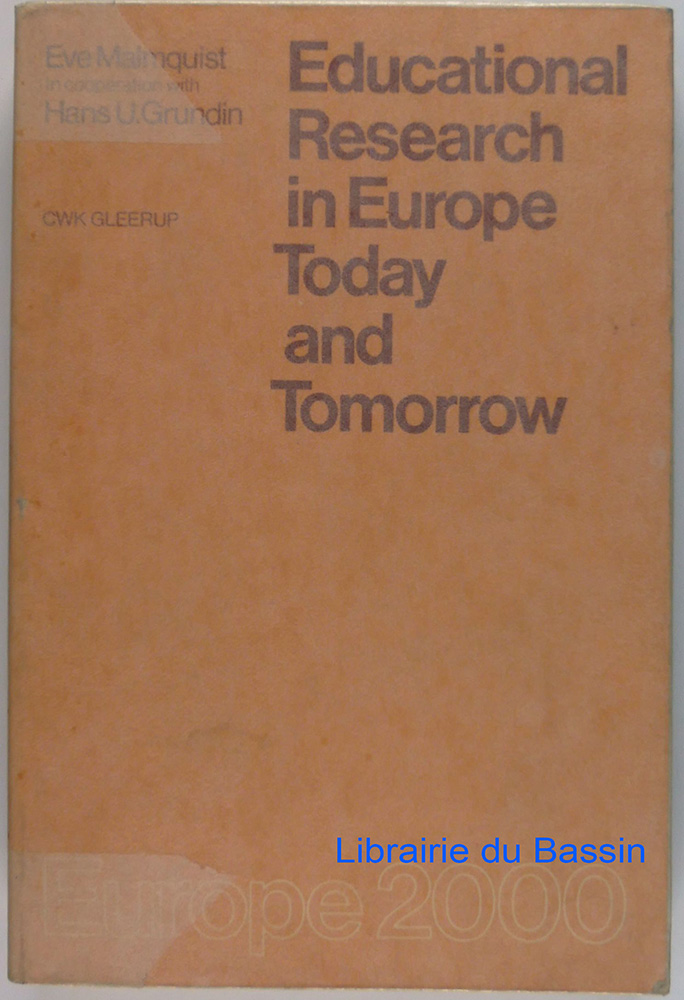 Eve Malmquist
in cooperation with
Hans U.Grundin
CWK GLEERUP
Educational
Research
in Europe
Today
and
Tomorrow
Librairie du Bassin
Europe 2000